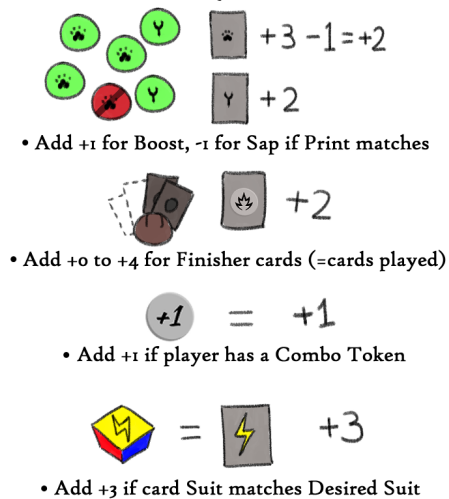 +3 -1=+2
+2
• Add +1 for Boost, -1 for Sap if Print matches
+2
• Add +0 to +4 for Finisher cards (=cards played)
+1 = +1
• Add +1 if player has a Combo Token
= +3
• Add +3 if card Suit matches Desired Suit